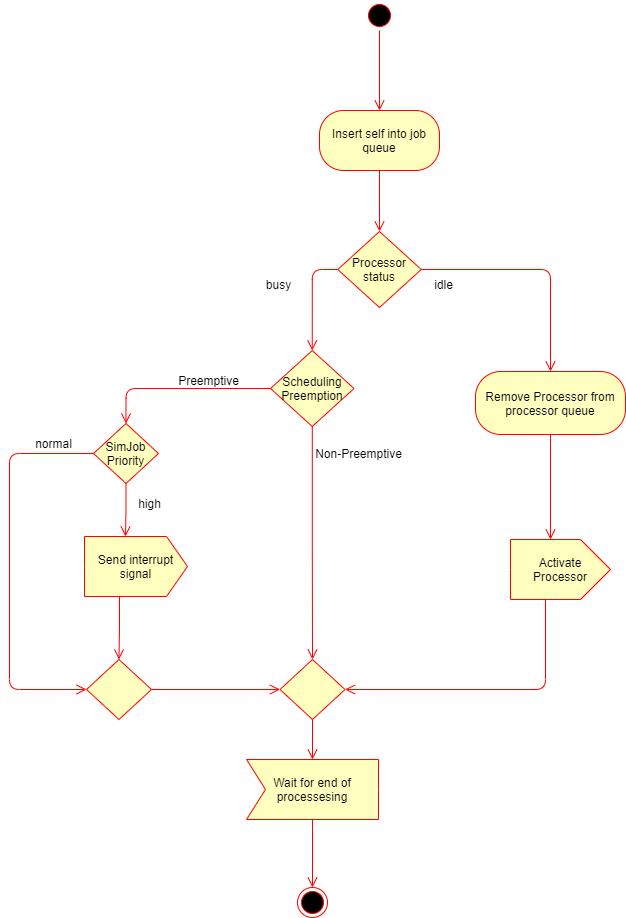 Insert self into job
queue
Processor
status
busy
idle
Preemptive
Scheduling
Preemption
Remove Processor from
processor queue
normal
SimJob
Priority
Non-Preemptive
high
Send interrupt
signal
Activate
Processor
Wait for end of
processesing